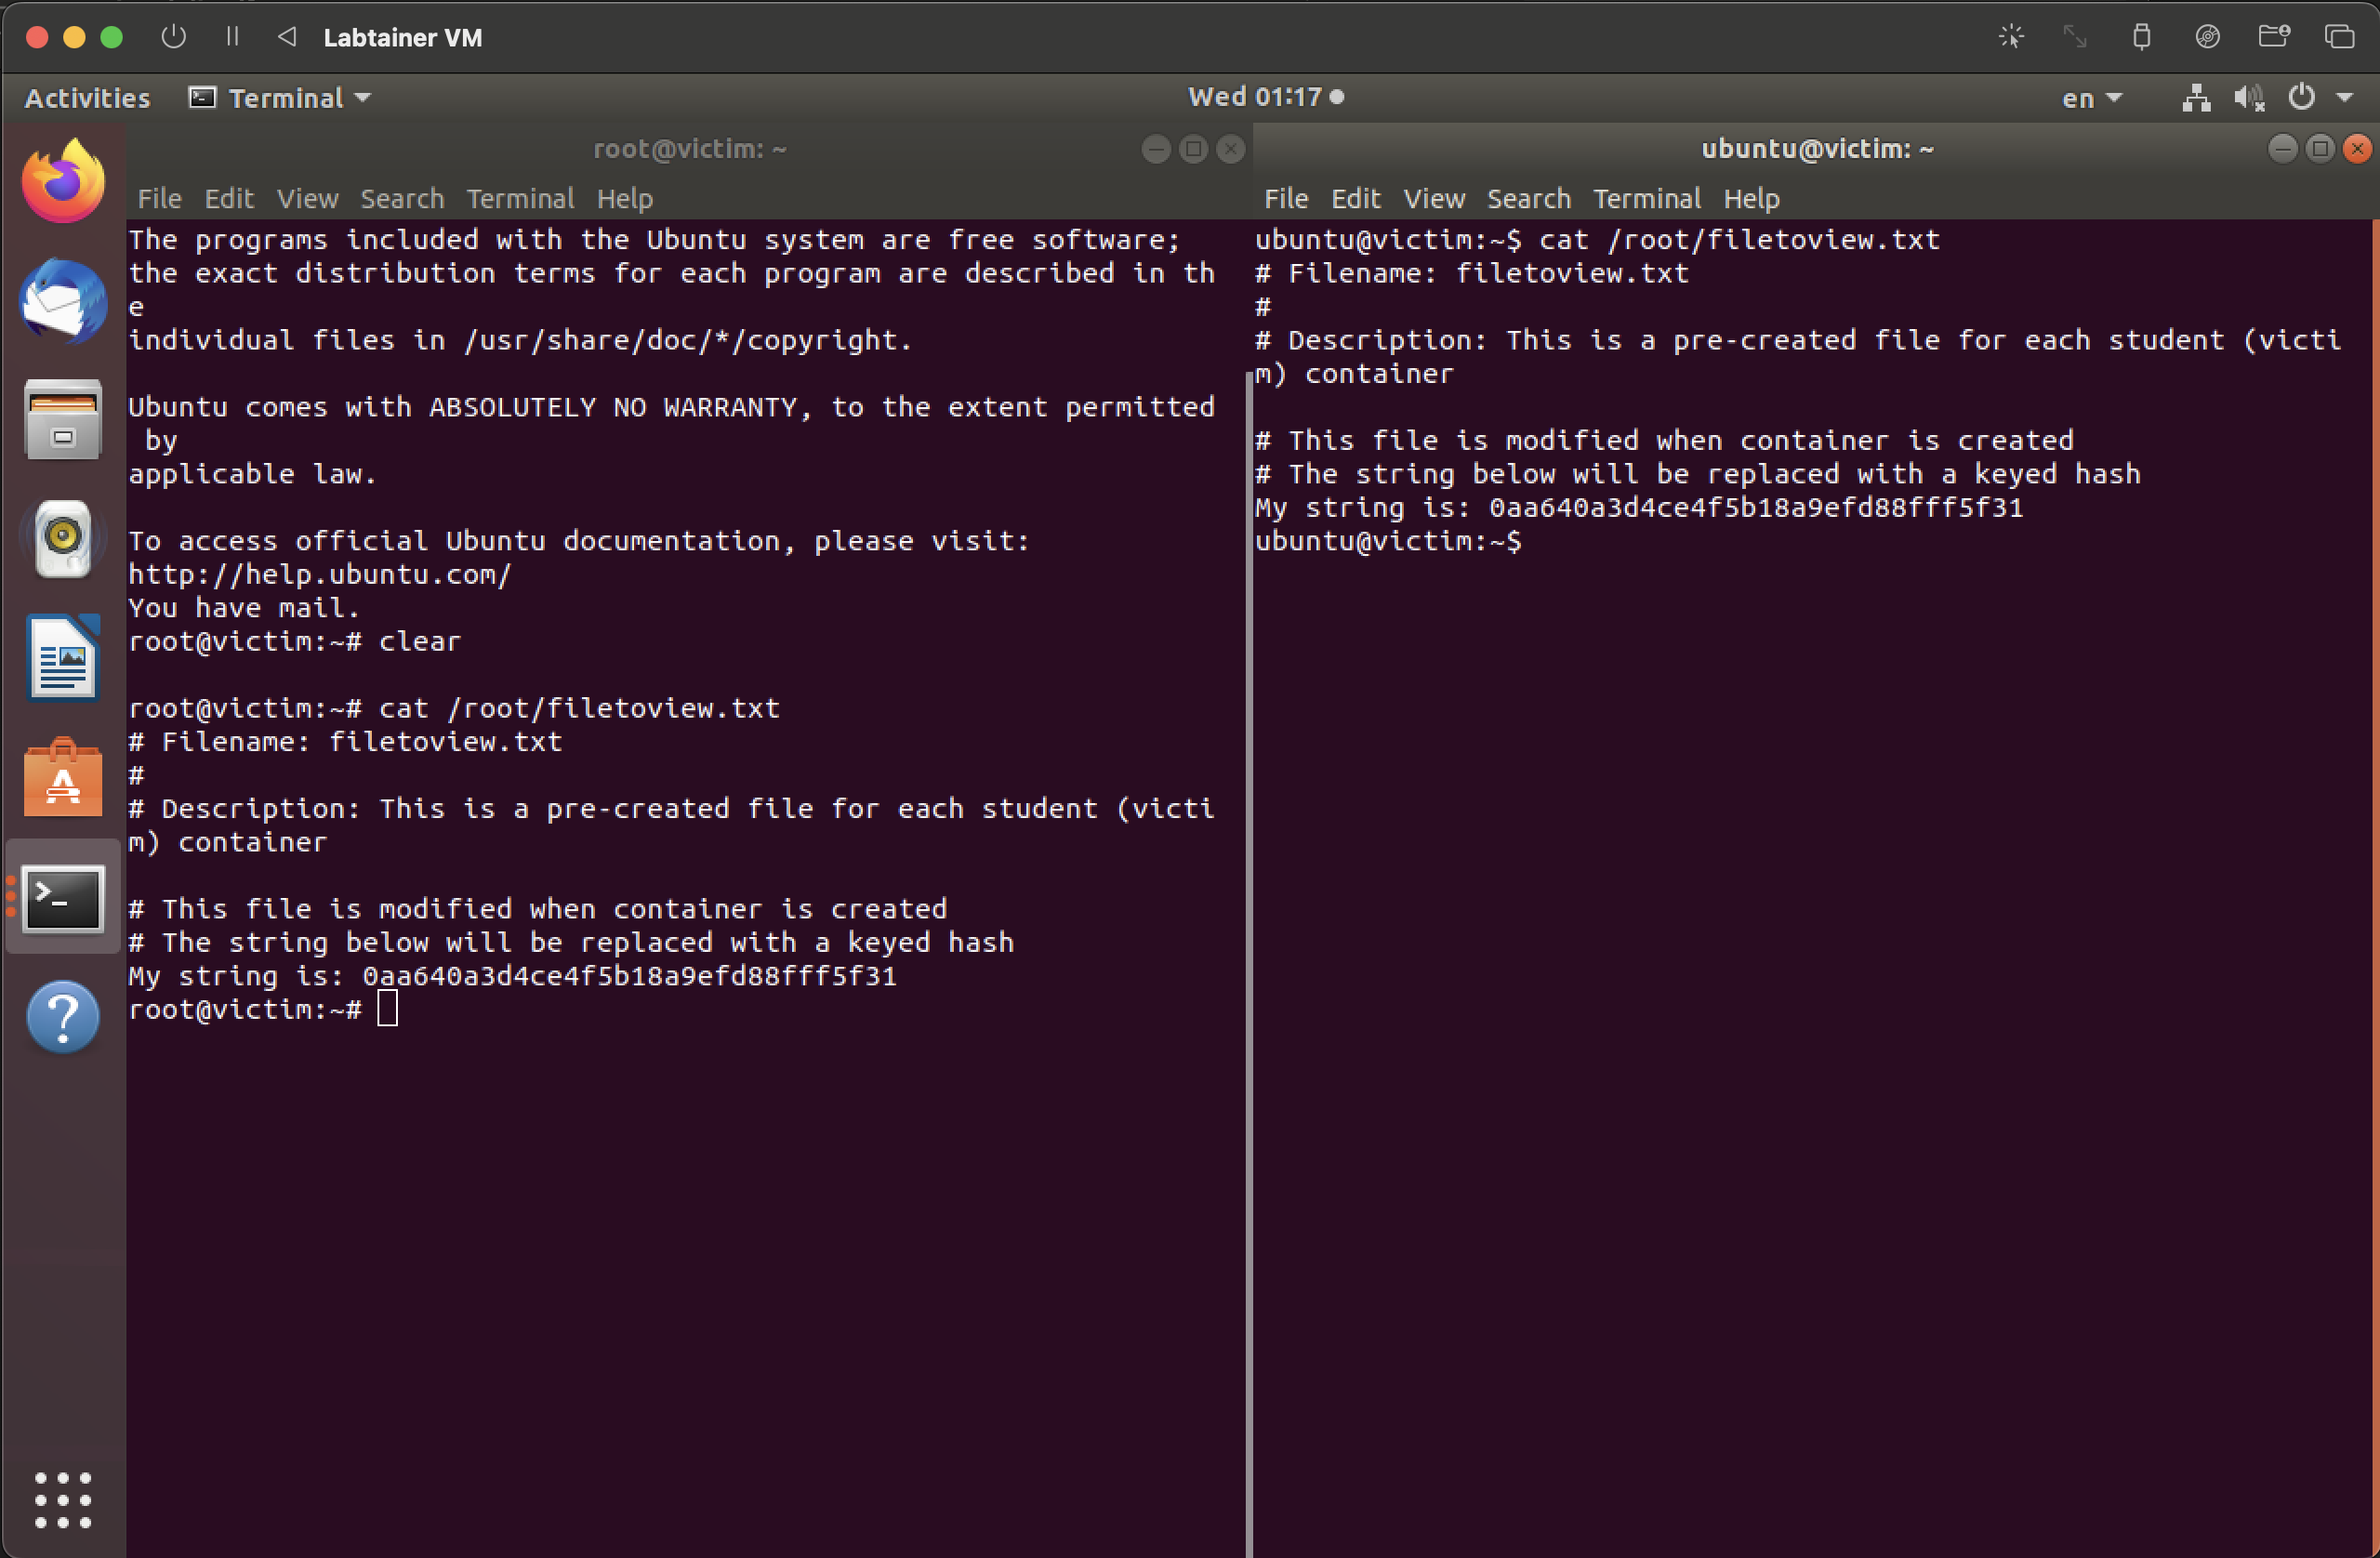 Labtainer VM
Activities
Terminal
Wed 01:17
en
root@victim: ~
File Edit View Search Terminal Help
The programs included with the Ubuntu system are free software;
the exact distribution terms for each program are described in th
e
individual files in /usr/share/doc/*/copyright.
Ubuntu comes with ABSOLUTELY NO WARRANTY, to the extent permitted
by
applicable law.
To access official Ubuntu documentation, please visit:
http://help.ubuntu.com/
You have mail.
root@victim:~# clear
root@victim:~# cat /root/filetoview.txt
# Filename: filetoview.txt
#
# Description: This is a pre-created file for each student (victi
m) container
# This file is modified when container is created
# The string below will be replaced with a keyed hash
My string is: 0aa640a3d4ce4f5b18a9efd88fff5f31
root@victim:~#
ubuntu@victim: ~
File Edit View Search Terminal Help
ubuntu@victim:~$ cat /root/filetoview.txt
# Filename: filetoview.txt
#
# Description: This is a pre-created file for each student (victi
m) container
# This file is modified when container is created
# The string below will be replaced with a keyed hash
My string is: 0aa640a3d4ce4f5b18a9efd88fff5f31
ubuntu@victim:~$